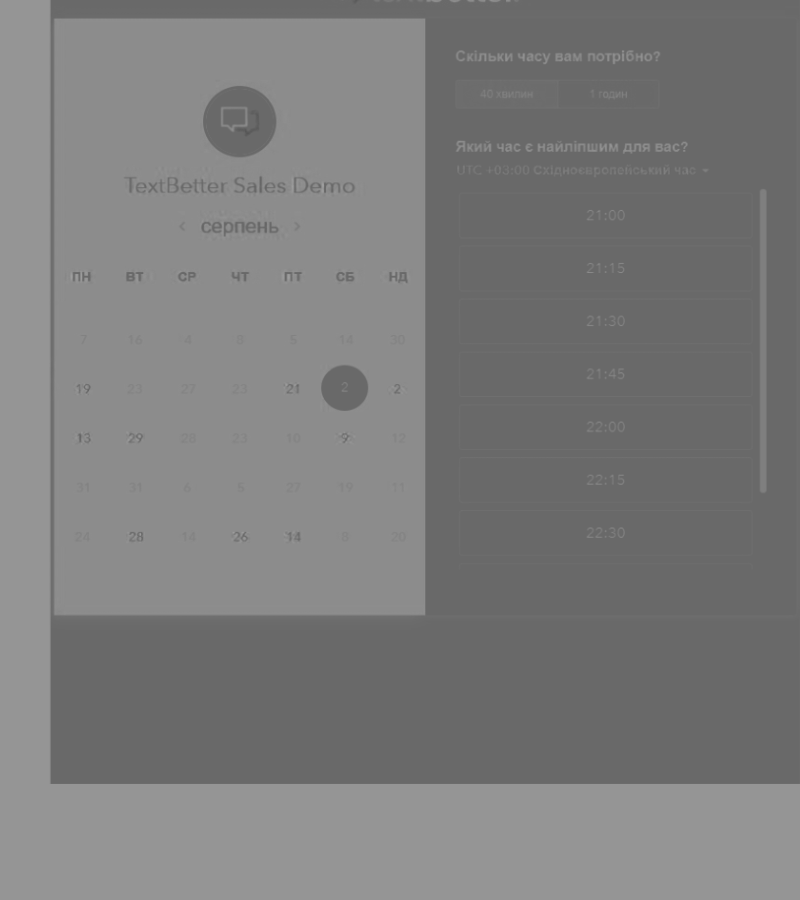 TextBetter Sales Demo
‹ серпень ›
ПН ВТ СР ЧТ ПТ СБ НД
7 16 4 8 5 14 30
19 23 27 23 21 2 2
13 29 28 23 10 9 12
31 31 6 6 27 19 11
24 28 14 26 14 8 20
Скільки часу вам потрібно?
40 хвилин 1 годин
Який час є найліпшим для вас?
UTC +03:00 Східноєвропейський час
21:00
21:15
21:30
21:45
22:00
22:15
22:30